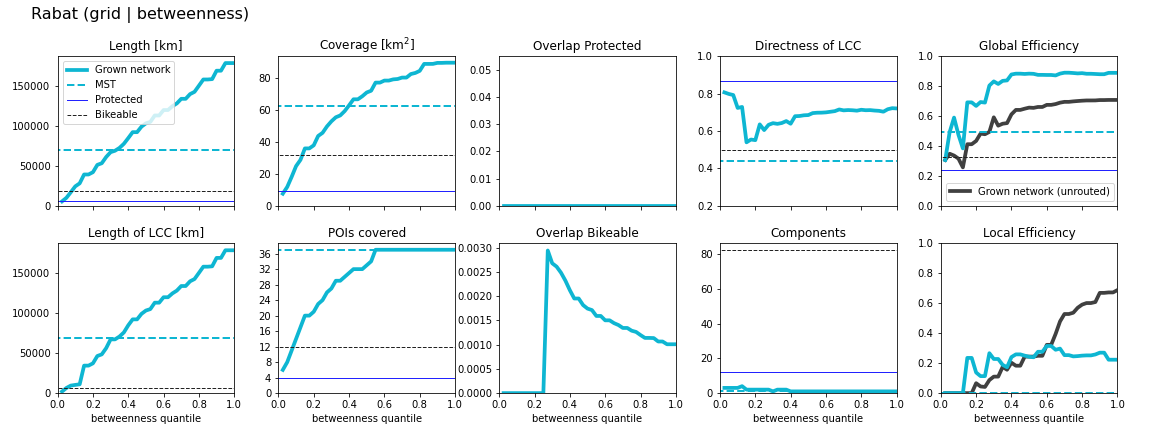 Rabat (grid | betweenness)
Length [km]
Coverage [km²]
Overlap Protected
Directness of LCC
Global Efficiency
Grown network
MST
Protected
Bikeable
150000
100000
50000
0
80
60
40
20
0
0.05
0.04
0.03
0.02
0.01
0.00
1.0
0.8
0.6
0.4
0.2
1.0
0.8
0.6
0.4
0.2
0.0
Grown network (unrouted)
Length of LCC [km]
POIs covered
Overlap Bikeable
Components
Local Efficiency
150000
100000
50000
0
36
32
28
24
20
16
12
8
4
0
0.0030
0.0025
0.0020
0.0015
0.0010
0.0005
0.0000
80
60
40
20
0
1.0
0.8
0.6
0.4
0.2
0.0
0.0 0.2 0.4 0.6 0.8 1.0
0.0 0.2 0.4 0.6 0.8 1.0
0.0 0.2 0.4 0.6 0.8 1.0
0.0 0.2 0.4 0.6 0.8 1.0
0.0 0.2 0.4 0.6 0.8 1.0
betweenness quantile
betweenness quantile
betweenness quantile
betweenness quantile
betweenness quantile